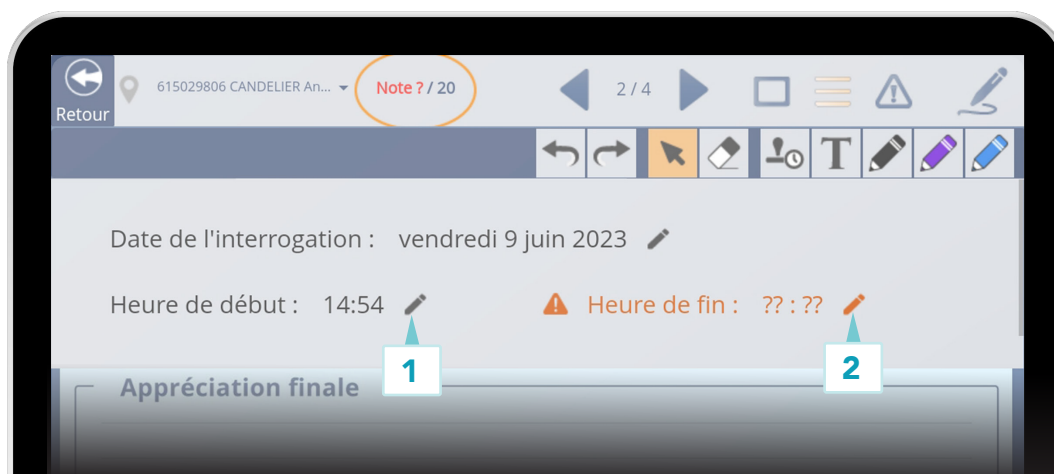 Retour
615029806 CANDELIER An...
Note ? / 20
2 / 4
T
Date de l'interrogation : vendredi 9 juin 2023
Heure de début : 14:54
Heure de fin : ?? : ??
1
2
Appréciation finale